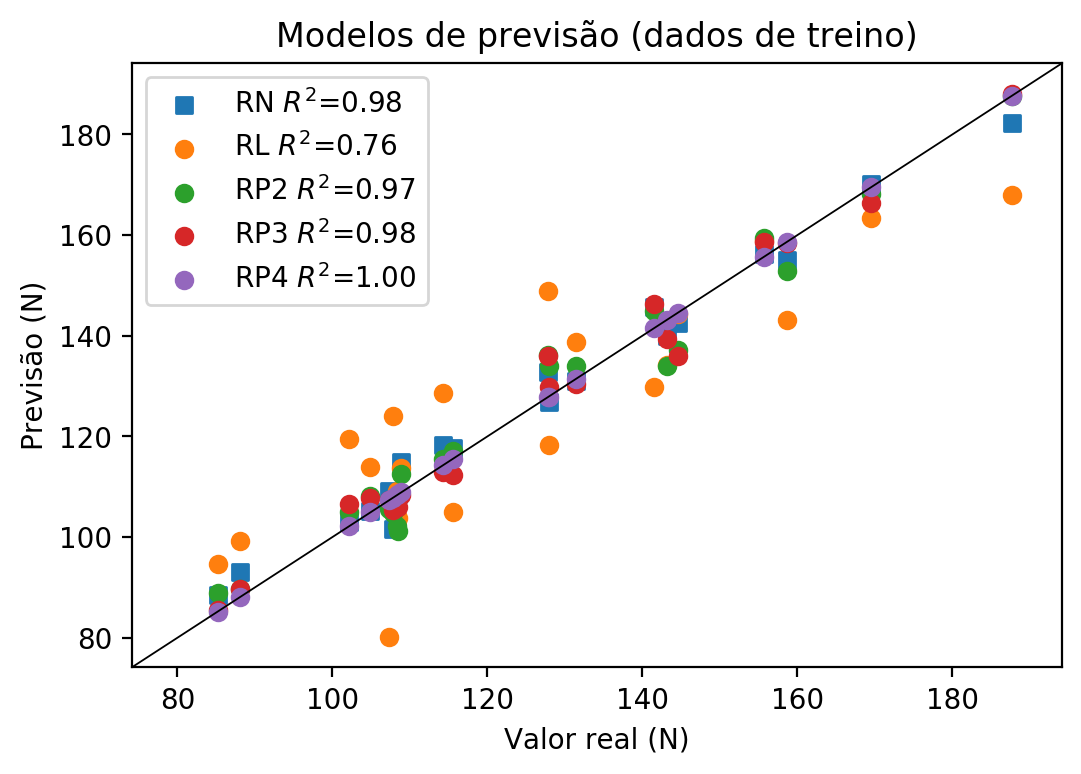 Modelos de previsão (dados de treino)
RN R²=0.98
RL R²=0.76
RP2 R²=0.97
RP3 R²=0.98
RP4 R²=1.00
180
160
140
120
100
80
Previsão (N)
80 100 120 140 160 180
Valor real (N)